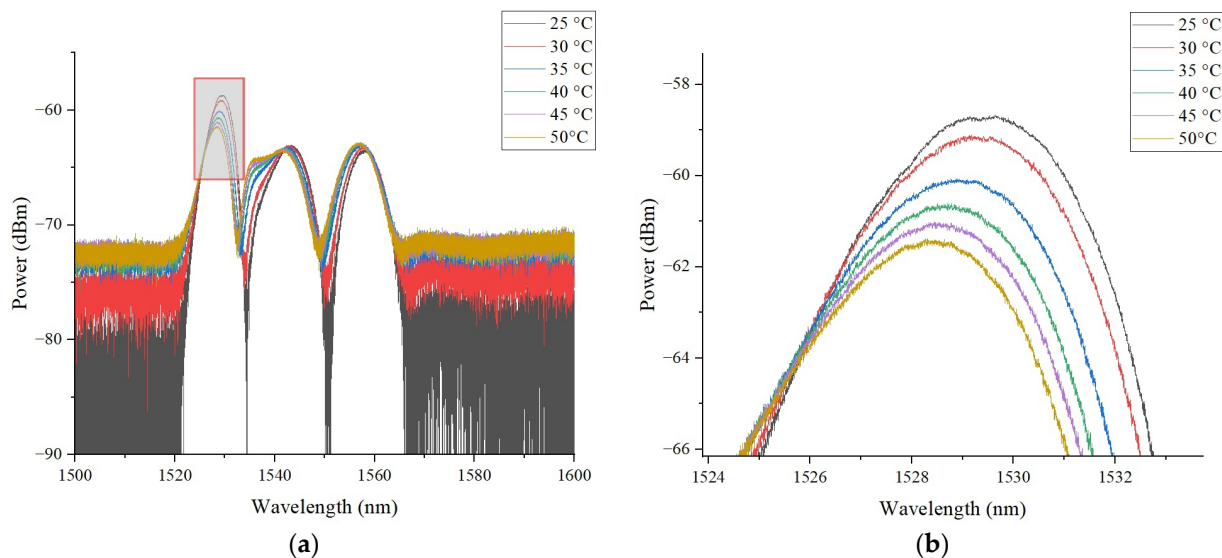 25 °C
30 °C
35 °C
40 °C
45 °C
50°C
−60
−70
−80
−90
Power (dBm)
1500
1520
1540
1560
1580
1600
Wavelength (nm)
(a)
25 °C
30 °C
35 °C
40 °C
45 °C
50°C
−58
−60
−62
−64
−66
Power (dBm)
1524
1526
1528
1530
1532
Wavelength (nm)
(b)